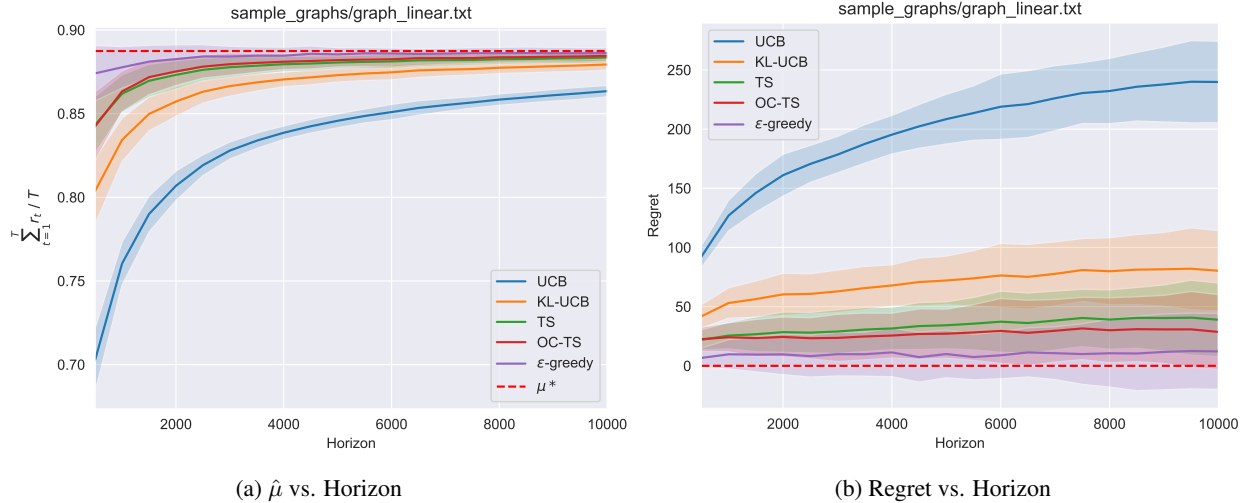 sample_graphs/graph_linear.txt
0.90
0.85
0.80
0.75
0.70
∑_{t=1}^{T} r_t / T
UCB
KL-UCB
TS
OC-TS
ε-greedy
μ*
2000 4000 6000 8000 10000
Horizon
(a) μ̂ vs. Horizon
sample_graphs/graph_linear.txt
UCB
KL-UCB
TS
OC-TS
ε-greedy
250
200
150
100
50
0
Regret
2000 4000 6000 8000 10000
Horizon
(b) Regret vs. Horizon